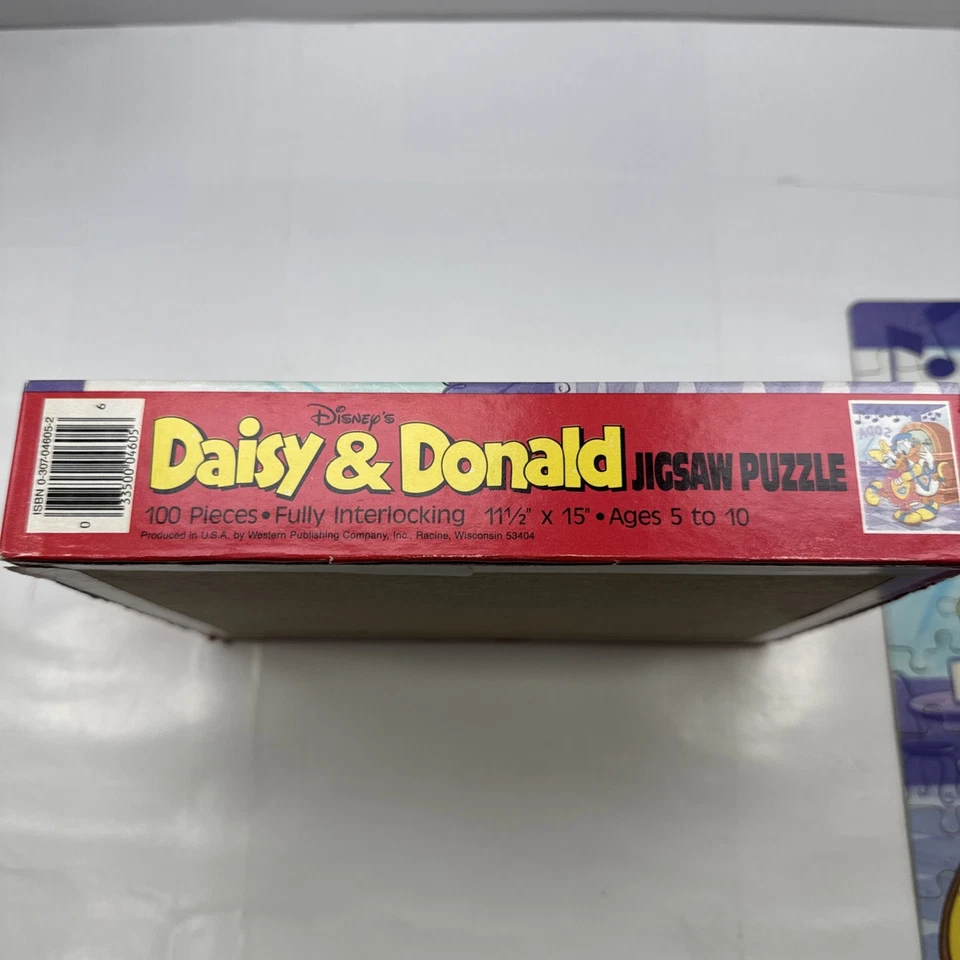 ISBN 0-307-04605-2
0 33500 04605 6
Disney's
Daisy & Donald JIGSAW PUZZLE
100 Pieces • Fully Interlocking 11½" x 15" • Ages 5 to 10
Produced in U.S.A. by Western Publishing Company, Inc., Racine, Wisconsin 53404
SODA